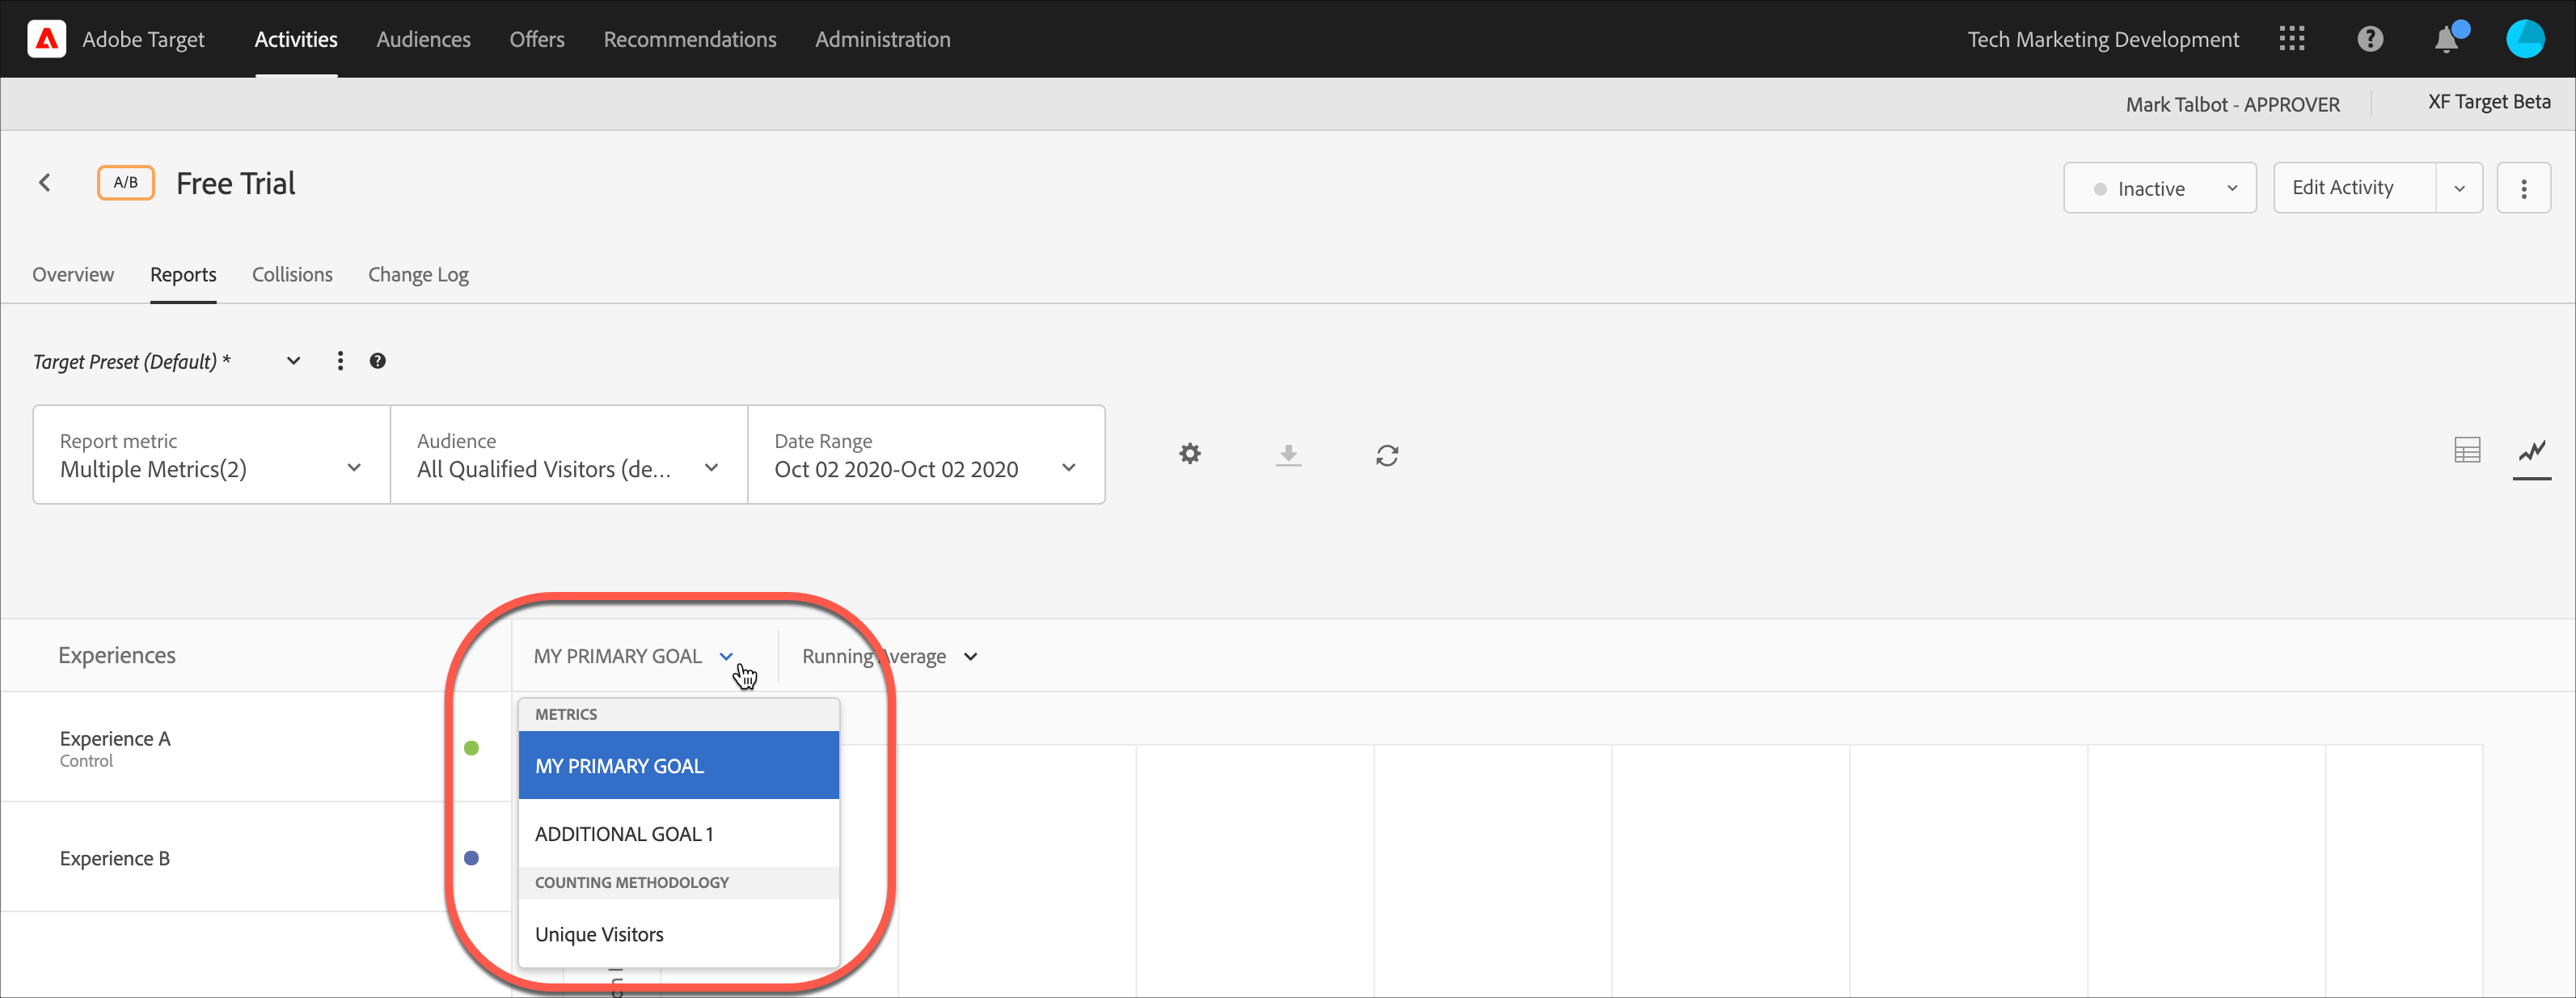 Adobe Target Activities Audiences Offers Recommendations Administration Tech Marketing Development ?
Mark Talbot - APPROVER XF Target Beta
A/B Free Trial Inactive Edit Activity
Overview Reports Collisions Change Log
Target Preset (Default) * ?
Report metric Audience Date Range
Multiple Metrics(2) All Qualified Visitors (de... Oct 02 2020-Oct 02 2020
Experiences MY PRIMARY GOAL Running Average
METRICS
Experience A
Control
MY PRIMARY GOAL
ADDITIONAL GOAL 1
Experience B
COUNTING METHODOLOGY
Unique Visitors